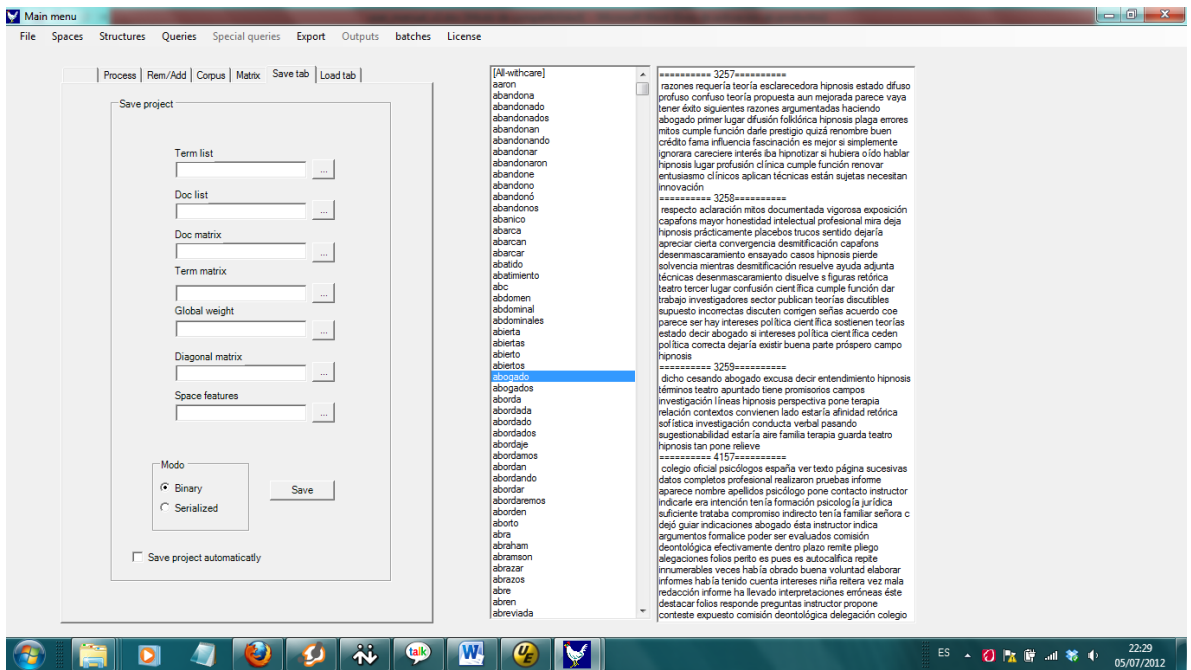 Main menu
File Spaces Structures Queries Special queries Export Outputs batches License
Process Rem/Add Corpus Matrix Save tab Load tab
Save project
Term list
...
Doc list
...
Doc matrix
...
Term matrix
...
Global weight
...
Diagonal matrix
...
Space features
...
Modo
Binary
Serialized
Save
Save project automaticatly
[All-withcare]
aaron
abandona
abandonado
abandonados
abandonan
abandonando
abandonar
abandonaron
abandone
abandono
abandonó
abandonos
abanico
abarca
abarcan
abarcar
abatido
abatimiento
abc
abdomen
abdominal
abdominales
abierta
abiertas
abierto
abiertos
abogado
abogados
aborda
abordada
abordado
abordados
abordaje
abordamos
abordan
abordando
abordar
abordaremos
aborden
aborto
abra
abraham
abramson
abrazar
abrazos
abre
abren
abreviada
========== 3257==========
razones requería teoría esclarecedora hipnosis estado difuso
profuso confuso teoría propuesta aun mejorada parece vaya
tener éxito siguientes razones argumentadas haciendo
abogado primer lugar difusión folklórica hipnosis plaga errores
mitos cumple función darle prestigio quizá renombre buen
crédito fama influencia fascinación es mejor si simplemente
ignorara careciere interés iba hipnotizar si hubiera oído hablar
hipnosis lugar profusión clínica cumple función renovar
entusiasmo clínicos aplican técnicas están sujetas necesitan
innovación
========== 3258==========
respecto aclaración mitos documentada vigorosa exposición
capafons mayor honestidad intelectual profesional mira deja
hipnosis prácticamente placebos trucos sentido dejaría
apreciar cierta convergencia desmitificación capafons
desenmascaramiento ensayado casos hipnosis pierde
solvencia mientras desmitificación resuelve ayuda adjunta
técnicas desenmascaramiento disuelve s figuras retórica
teatro tercer lugar confusión científica cumple función dar
trabajo investigadores sector publican teorías discutibles
supuesto incorrectas discuten corrigen señas acuerdo coe
parece ser hay intereses política científica sostienen teorías
estado decir abogado si intereses política científica ceden
política correcta dejaría existir buena parte próspero campo
hipnosis
========== 3259==========
dicho cesando abogado excusa decir entendimiento hipnosis
términos teatro apuntado tiene promisorios campos
investigación líneas hipnosis perspectiva pone terapia
relación contextos convienen lado estaría afinidad retórica
sofística investigación conducta verbal pasando
sugestionabilidad estaría aire familia terapia guarda teatro
hipnosis tan pone relieve
========== 4157==========
colegio oficial psicólogos españa ver texto página sucesivas
datos completos profesional realizaron pruebas informe
aparece nombre apellidos psicólogo pone contacto instructor
indicarle era intención tenía formación psicología jurídica
suficiente trataba compromiso indirecto tenía familiar señora c
dejó guiar indicaciones abogado ésta instructor indica
argumentos formalice poder ser evaluados comisión
deontológica efectivamente dentro plazo remite pliego
alegaciones folios perito es pues es autocalifica repite
innumerables veces había obrado buena voluntad elaborar
informes había tenido cuenta intereses niña reitera vez mala
redacción informe ha llevado interpretaciones erróneas éste
destacar folios responde preguntas instructor propone
conteste expuesto comisión deontológica delegación colegio
talk
W
UE
ES
22:29
05/07/2012